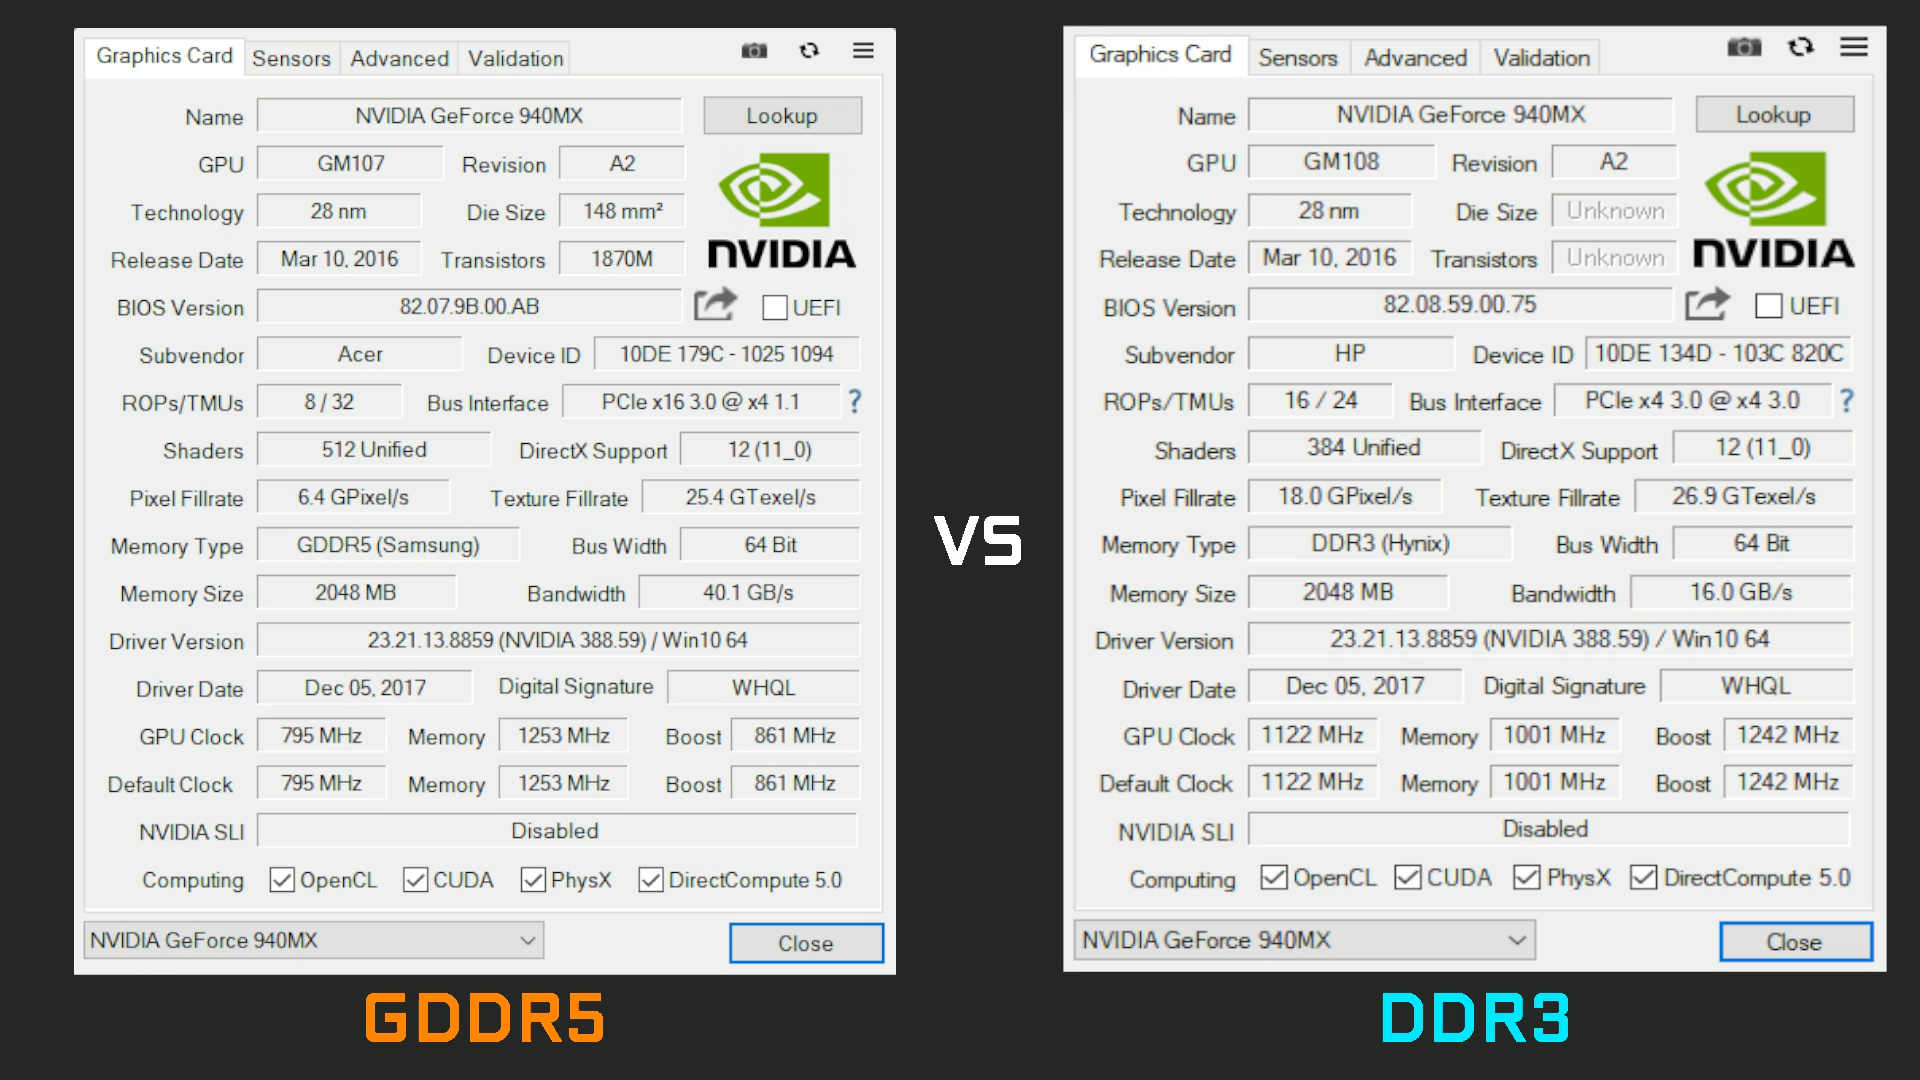 Graphics Card Sensors Advanced Validation
Name NVIDIA GeForce 940MX Lookup
GPU GM107 Revision A2
Technology 28 nm Die Size 148 mm²
Release Date Mar 10, 2016 Transistors 1870M
NVIDIA
BIOS Version 82.07.9B.00.AB UEFI
Subvendor Acer Device ID 10DE 179C - 1025 1094
ROPs/TMUs 8 / 32 Bus Interface PCIe x16 3.0 @ x4 1.1 ?
Shaders 512 Unified DirectX Support 12 (11_0)
Pixel Fillrate 6.4 GPixel/s Texture Fillrate 25.4 GTexel/s
Memory Type GDDR5 (Samsung) Bus Width 64 Bit
Memory Size 2048 MB Bandwidth 40.1 GB/s
Driver Version 23.21.13.8859 (NVIDIA 388.59) / Win10 64
Driver Date Dec 05, 2017 Digital Signature WHQL
GPU Clock 795 MHz Memory 1253 MHz Boost 861 MHz
Default Clock 795 MHz Memory 1253 MHz Boost 861 MHz
NVIDIA SLI Disabled
Computing OpenCL CUDA PhysX DirectCompute 5.0
NVIDIA GeForce 940MX Close
GDDR5
VS
Graphics Card Sensors Advanced Validation
Name NVIDIA GeForce 940MX Lookup
GPU GM108 Revision A2
Technology 28 nm Die Size Unknown
Release Date Mar 10, 2016 Transistors Unknown
NVIDIA
BIOS Version 82.08.59.00.75 UEFI
Subvendor HP Device ID 10DE 134D - 103C 820C
ROPs/TMUs 16 / 24 Bus Interface PCIe x4 3.0 @ x4 3.0 ?
Shaders 384 Unified DirectX Support 12 (11_0)
Pixel Fillrate 18.0 GPixel/s Texture Fillrate 26.9 GTexel/s
Memory Type DDR3 (Hynix) Bus Width 64 Bit
Memory Size 2048 MB Bandwidth 16.0 GB/s
Driver Version 23.21.13.8859 (NVIDIA 388.59) / Win10 64
Driver Date Dec 05, 2017 Digital Signature WHQL
GPU Clock 1122 MHz Memory 1001 MHz Boost 1242 MHz
Default Clock 1122 MHz Memory 1001 MHz Boost 1242 MHz
NVIDIA SLI Disabled
Computing OpenCL CUDA PhysX DirectCompute 5.0
NVIDIA GeForce 940MX Close
DDR3